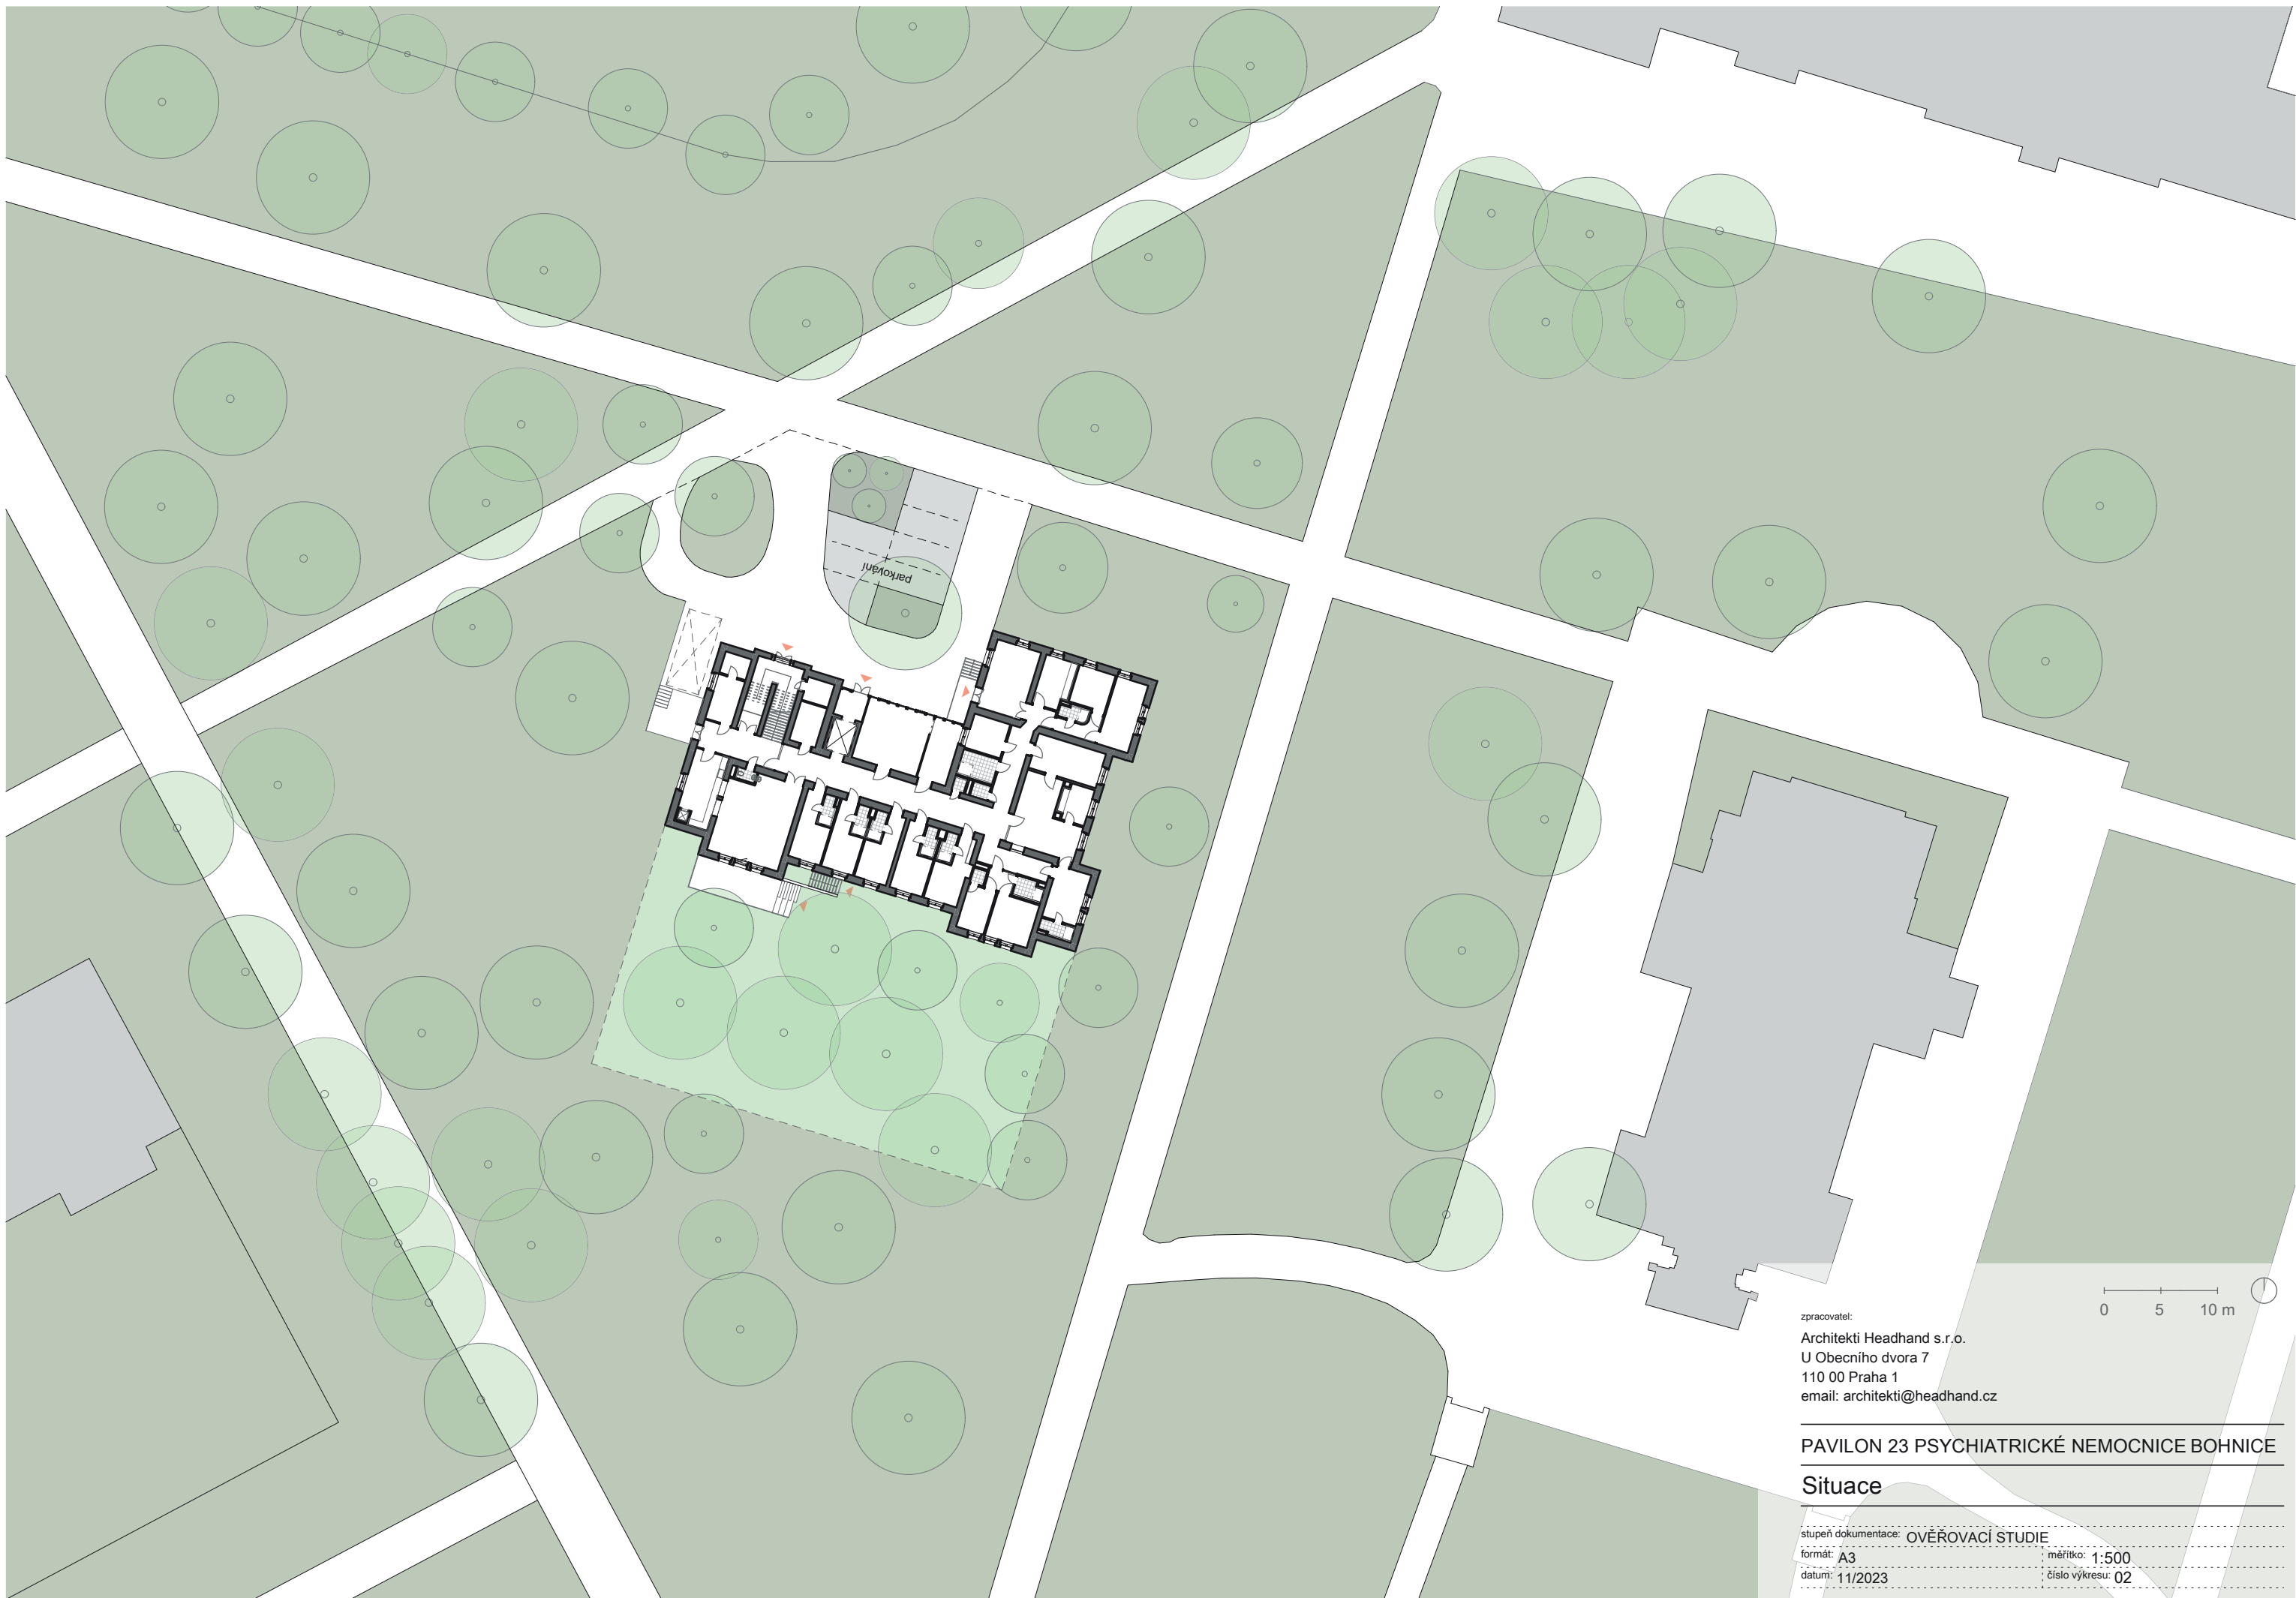 parkování
0 5 10 m
zpracovatel:
Architekti Headhand s.r.o.
U Obecního dvora 7
110 00 Praha 1
email: architekti@headhand.cz
PAVILON 23 PSYCHIATRICKÉ NEMOCNICE BOHNICE
Situace
stupeň dokumentace: OVĚŘOVACÍ STUDIE
formát: A3 měřítko: 1:500
datum: 11/2023 číslo výkresu: 02